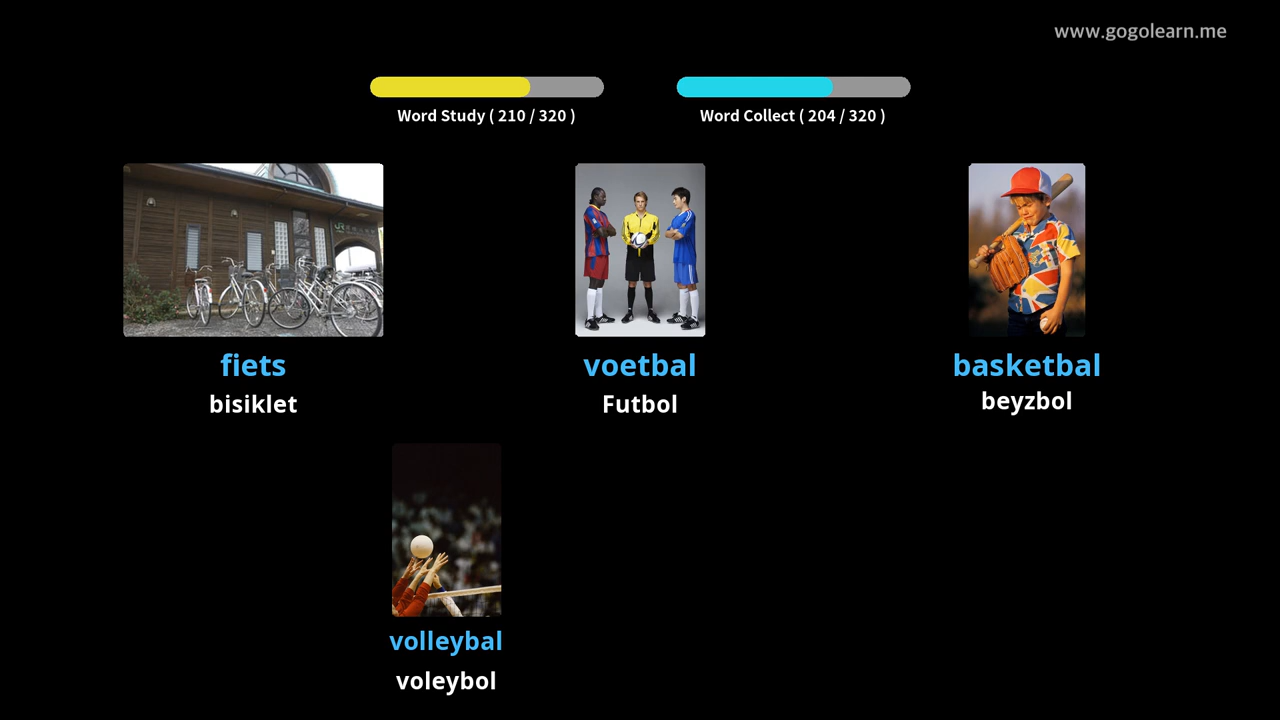 www.gogolearn.me
Word Study ( 210 / 320 )
Word Collect ( 204 / 320 )
fiets
bisiklet
voetbal
Futbol
basketbal
beyzbol
volleybal
voleybol